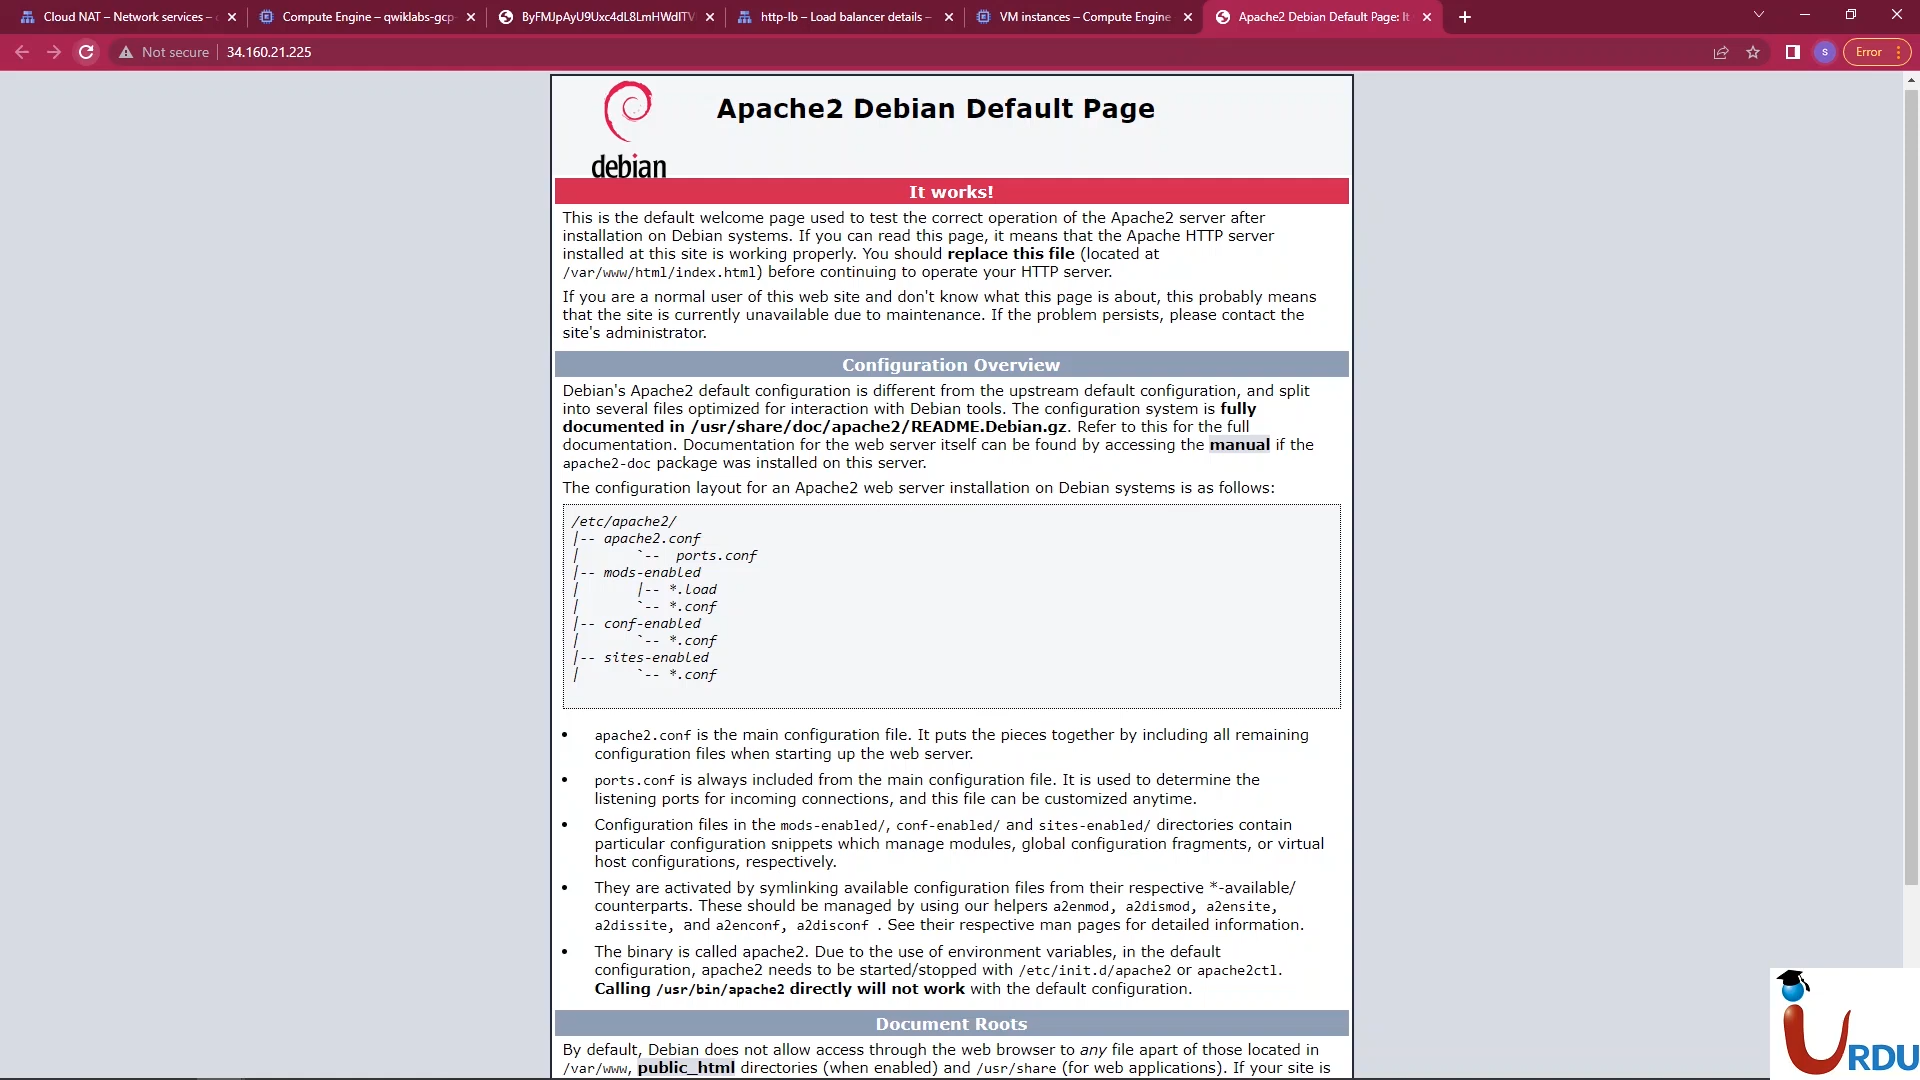 Cloud NAT – Network services –
Compute Engine – qwiklabs-gcp
ByFMJpAyU9Uxc4dL8LmHWdITV
http-lb – Load balancer details –
VM instances – Compute Engine
Apache2 Debian Default Page: It
Not secure
34.160.21.225
S
Error
debian
Apache2 Debian Default Page
It works!
This is the default welcome page used to test the correct operation of the Apache2 server after
installation on Debian systems. If you can read this page, it means that the Apache HTTP server
installed at this site is working properly. You should replace this file (located at
/var/www/html/index.html) before continuing to operate your HTTP server.
If you are a normal user of this web site and don't know what this page is about, this probably means
that the site is currently unavailable due to maintenance. If the problem persists, please contact the
site's administrator.
Configuration Overview
Debian's Apache2 default configuration is different from the upstream default configuration, and split
into several files optimized for interaction with Debian tools. The configuration system is fully
documented in /usr/share/doc/apache2/README.Debian.gz. Refer to this for the full
documentation. Documentation for the web server itself can be found by accessing the manual if the
apache2-doc package was installed on this server.
The configuration layout for an Apache2 web server installation on Debian systems is as follows:
/etc/apache2/
|-- apache2.conf
|       `--  ports.conf
|-- mods-enabled
|       |-- *.load
|       `-- *.conf
|-- conf-enabled
|       `-- *.conf
|-- sites-enabled
|       `-- *.conf
• apache2.conf is the main configuration file. It puts the pieces together by including all remaining
configuration files when starting up the web server.
• ports.conf is always included from the main configuration file. It is used to determine the
listening ports for incoming connections, and this file can be customized anytime.
• Configuration files in the mods-enabled/, conf-enabled/ and sites-enabled/ directories contain
particular configuration snippets which manage modules, global configuration fragments, or virtual
host configurations, respectively.
• They are activated by symlinking available configuration files from their respective *-available/
counterparts. These should be managed by using our helpers a2enmod, a2dismod, a2ensite,
a2dissite, and a2enconf, a2disconf . See their respective man pages for detailed information.
• The binary is called apache2. Due to the use of environment variables, in the default
configuration, apache2 needs to be started/stopped with /etc/init.d/apache2 or apache2ctl.
Calling /usr/bin/apache2 directly will not work with the default configuration.
Document Roots
By default, Debian does not allow access through the web browser to any file apart of those located in
/var/www, public_html directories (when enabled) and /usr/share (for web applications). If your site is
URDU